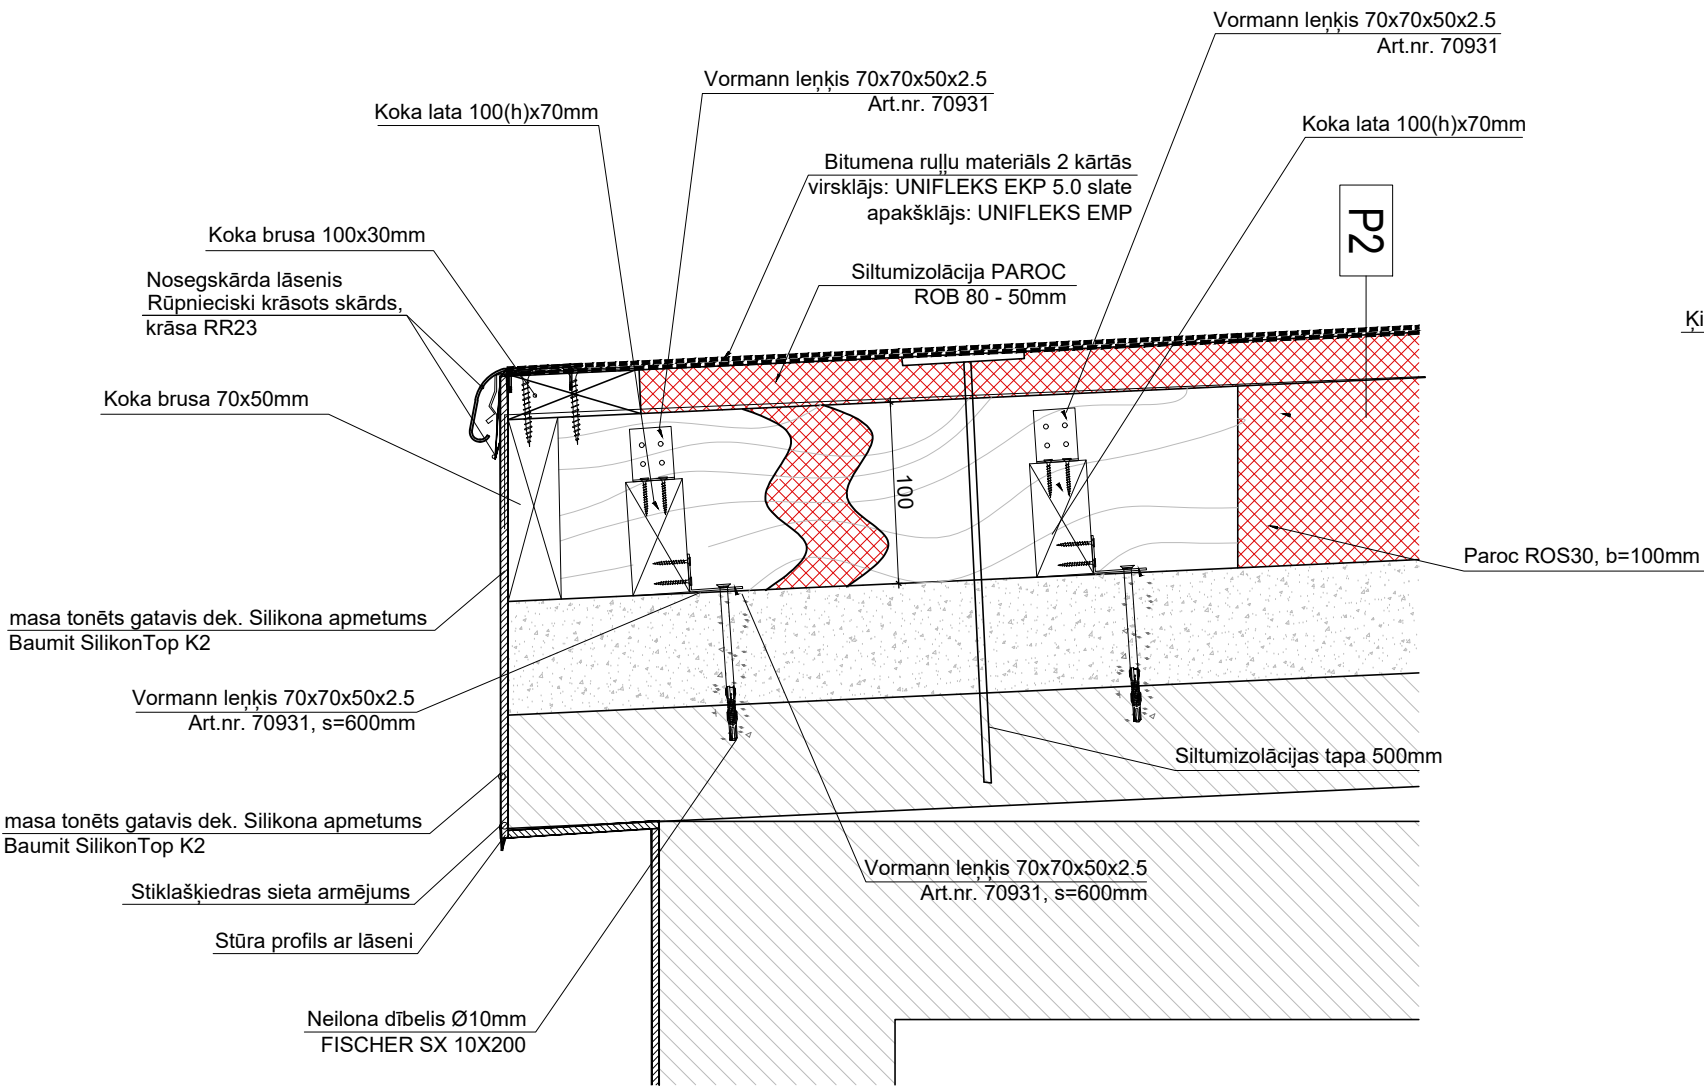 Vormann leņķis 70x70x50x2.5
Art.nr. 70931
Vormann leņķis 70x70x50x2.5
Art.nr. 70931
Koka lata 100(h)x70mm
Koka lata 100(h)x70mm
Bitumena ruļļu materiāls 2 kārtās
virsklājs: UNIFLEKS EKP 5.0 slate
apakšklājs: UNIFLEKS EMP
P2
Koka brusa 100x30mm
Siltumizolācija PAROC
ROB 80 - 50mm
Nosegskārda lāsenis
Rūpnieciski krāsots skārds,
krāsa RR23
Ķi
Koka brusa 70x50mm
100
Paroc ROS30, b=100mm
masa tonēts gatavis dek. Silikona apmetums
Baumit SilikonTop K2
Vormann leņķis 70x70x50x2.5
Art.nr. 70931, s=600mm
Siltumizolācijas tapa 500mm
masa tonēts gatavis dek. Silikona apmetums
Baumit SilikonTop K2
Vormann leņķis 70x70x50x2.5
Art.nr. 70931, s=600mm
Stiklašķiedras sieta armējums
Stūra profils ar lāseni
Neilona dībelis Ø10mm
FISCHER SX 10X200